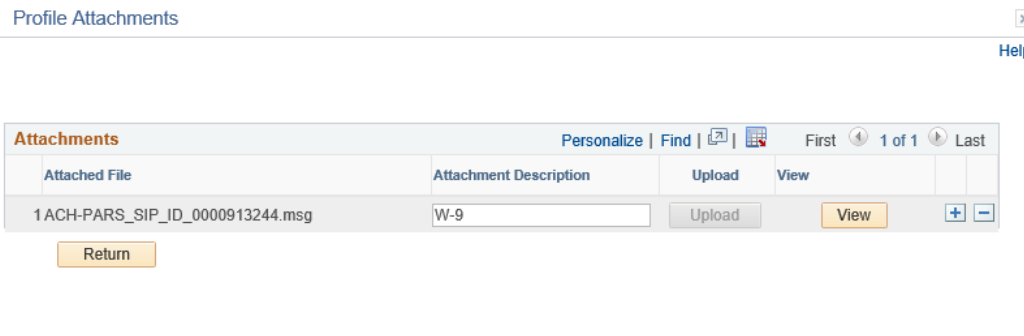 Profile Attachments
Help
Attachments Personalize | Find | | First 1 of 1 Last
Attached File Attachment Description Upload View
1 ACH-PARS_SIP_ID_0000913244.msg W-9 Upload View
Return